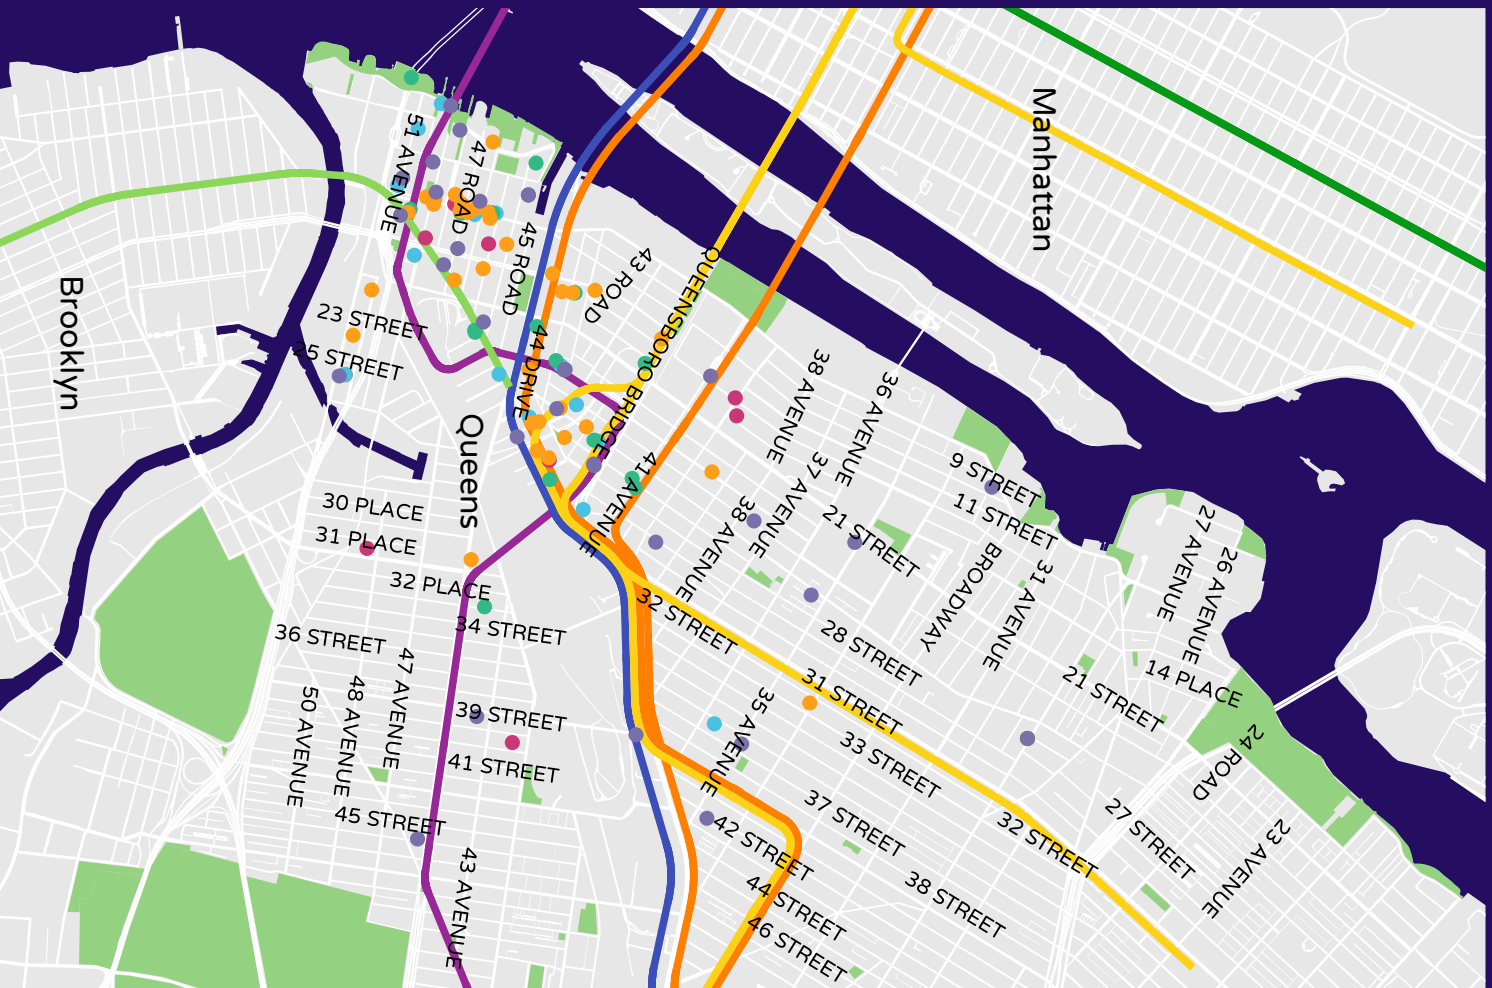 Manhattan
Brooklyn
Queens
51 AVENUE
47 ROAD
45 ROAD
43 ROAD
QUEENSBORO BRIDGE
23 STREET
25 STREET
44 DRIVE
38 AVENUE
36 AVENUE
37 AVENUE
41 AVENUE
38 AVENUE
21 STREET
9 STREET
11 STREET
BROADWAY
31 AVENUE
27 AVENUE
26 AVENUE
14 PLACE
21 STREET
24 ROAD
30 PLACE
31 PLACE
32 PLACE
34 STREET
36 STREET
32 STREET
28 STREET
31 STREET
33 STREET
35 AVENUE
47 AVENUE
48 AVENUE
50 AVENUE
39 STREET
41 STREET
45 STREET
43 AVENUE
37 STREET
42 STREET
44 STREET
46 STREET
38 STREET
32 STREET
27 STREET
23 AVENUE